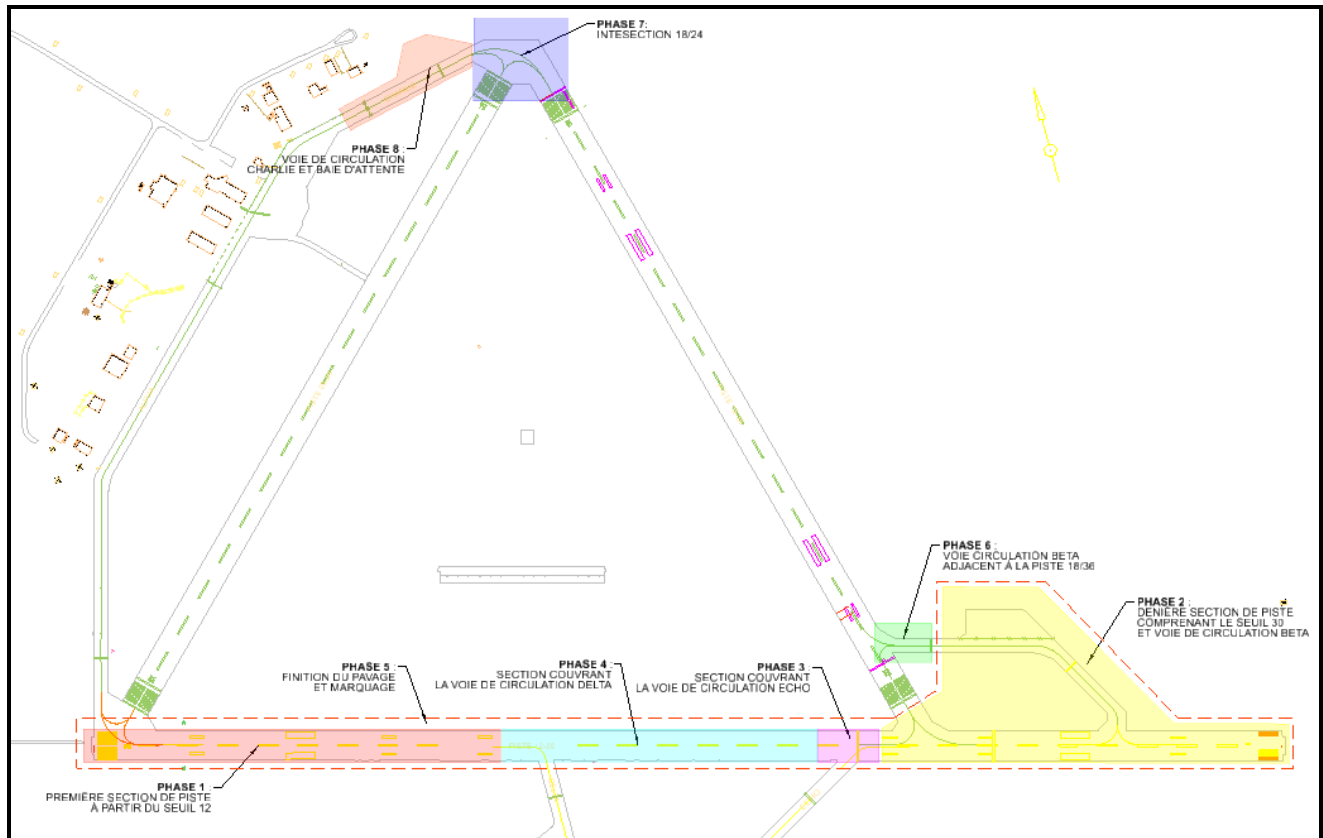 PHASE 7:
INTESECTION 18/24
PHASE 8 :
VOIE DE CIRCULATION
CHARLIE ET BAIE D'ATTENTE
PHASE 6 :
VOIE CIRCULATION BETA
ADJACENT À LA PISTE 18/36
PHASE 2 :
DENIÈRE SECTION DE PISTE
COMPRENANT LE SEUIL 30
ET VOIE DE CIRCULATION BETA
PHASE 5 :
FINITION DU PAVAGE
ET MARQUAGE
PHASE 4 :
SECTION COUVRANT
LA VOIE DE CIRCULATION DELTA
PHASE 3 :
SECTION COUVRANT
LA VOIE DE CIRCULATION ECHO
PHASE 1 :
PREMIÈRE SECTION DE PISTE
À PARTIR DU SEUIL 12